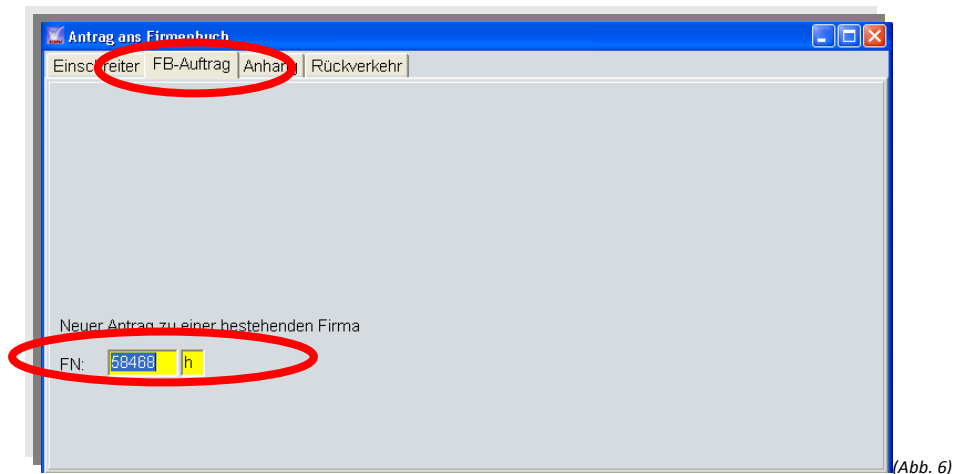 Antrag ans Firmenbuch
Einschreiter FB-Auftrag Anhang Rückverkehr
Neuer Antrag zu einer bestehenden Firma
FN: 58468 h
(Abb. 6)